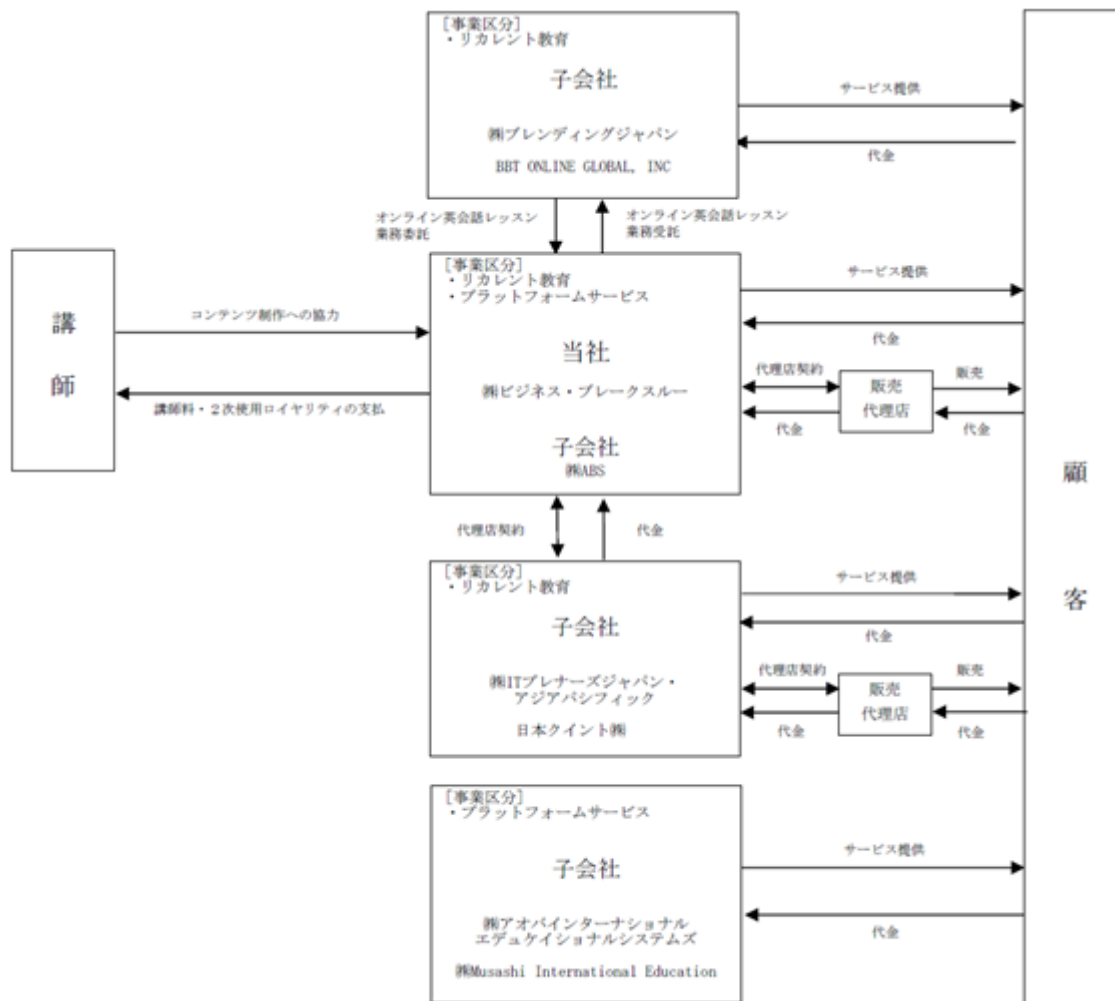 [事業区分]
・リカレント教育
子会社
㈱ブレンディングジャパン
BBT ONLINE GLOBAL, INC
サービス提供
代金
オンライン英会話レッスン
業務委託
オンライン英会話レッスン
業務受託
講
師
コンテンツ制作への協力
講師料・2次使用ロイヤリティの支払
[事業区分]
・リカレント教育
・プラットフォームサービス
当社
㈱ビジネス・ブレークスルー
子会社
㈱ABS
サービス提供
代金
代理店契約
代金
販売
代理店
販売
代金
代理店契約
代金
[事業区分]
・リカレント教育
子会社
㈱ITプレナーズジャパン・
アジアパシフィック
日本クイント㈱
サービス提供
代金
代理店契約
代金
販売
代理店
販売
代金
[事業区分]
・プラットフォームサービス
子会社
㈱アオバインターナショナル
エデュケイショナルシステムズ
㈱Musashi International Education
サービス提供
代金
顧
客